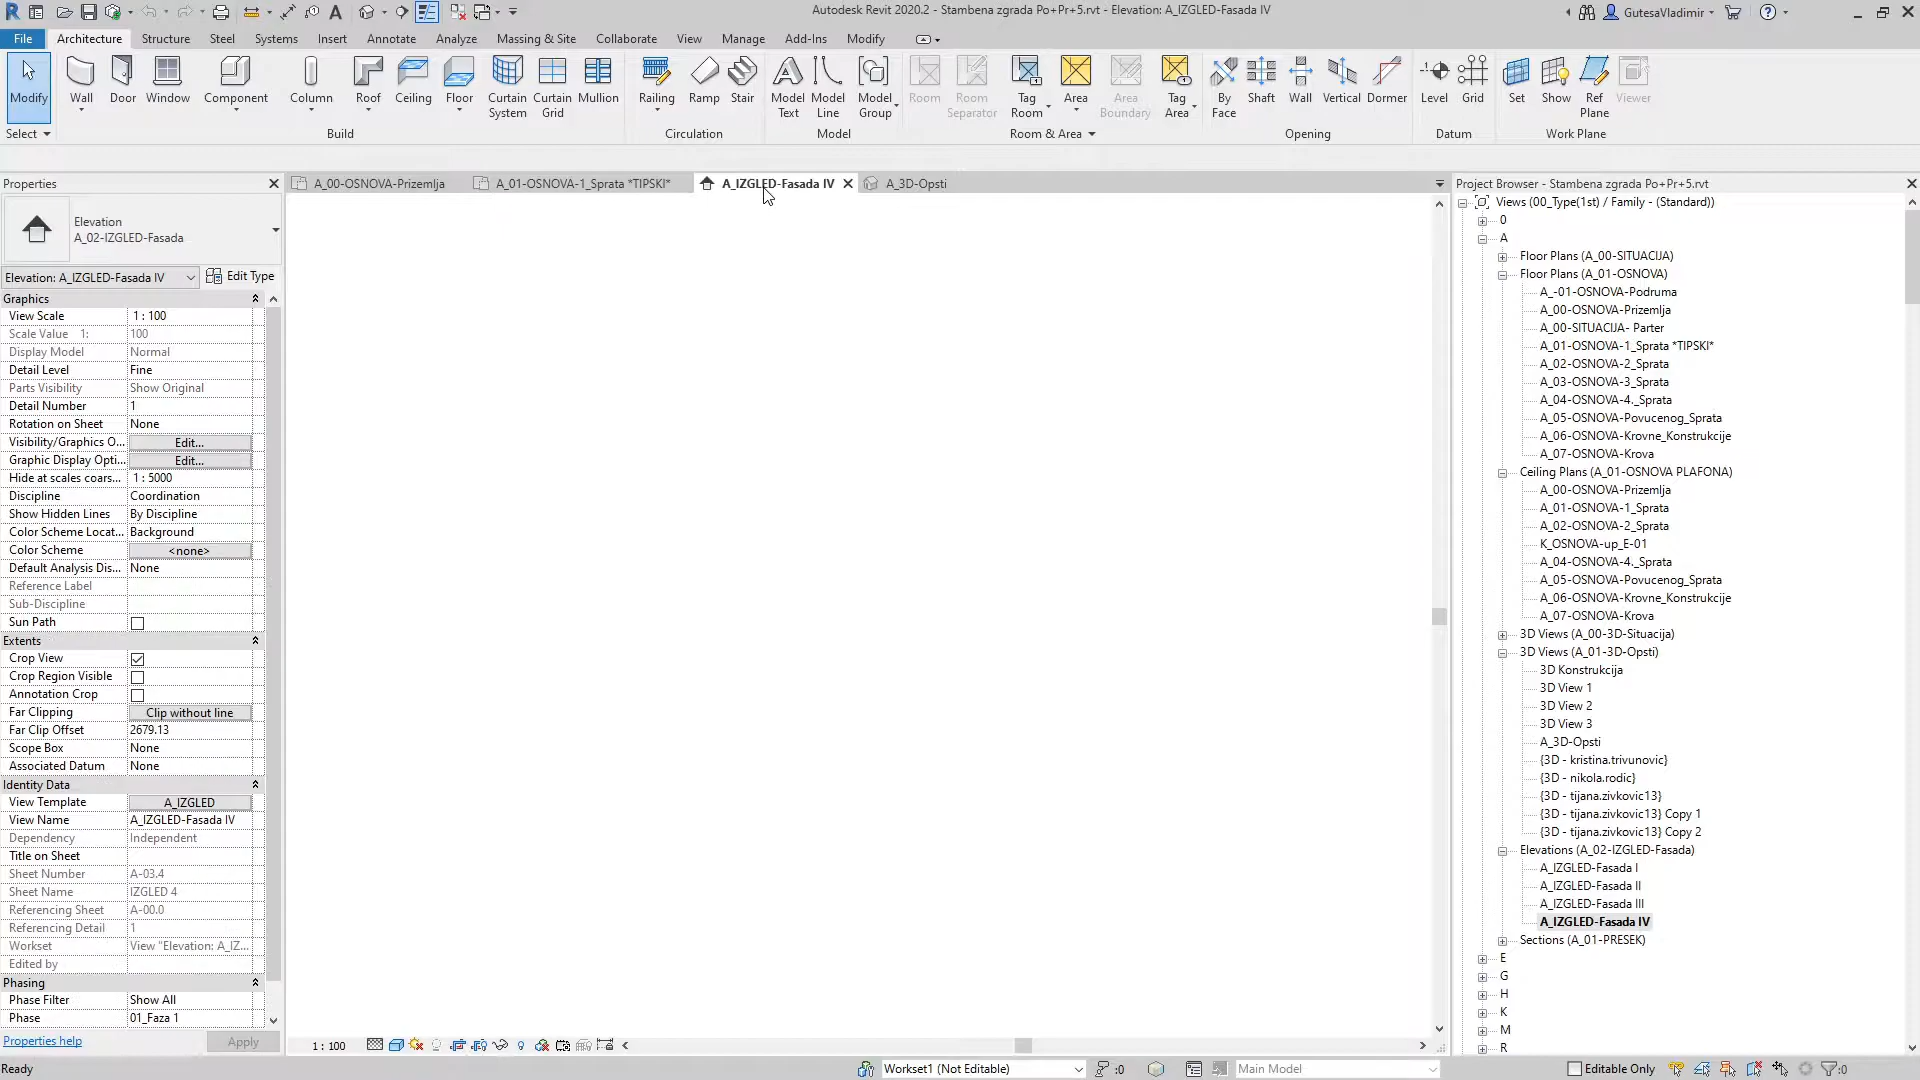 Autodesk Revit 2020.2 - Stambena zgrada Po+Pr+5.rvt - Elevation: A_IZGLED-Fasada IV
GutesaVladimir
File Architecture Structure Steel Systems Insert Annotate Analyze Massing & Site Collaborate View Manage Add-Ins Modify
Modify Wall Door Window Component Column Roof Ceiling Floor Curtain System Curtain Grid Mullion Railing Ramp Stair Model Text Model Line Model Group Room Room Separator Tag Room Area Area Boundary Tag Area By Face Shaft Wall Vertical Dormer Level Grid Set Show Ref Plane Viewer
Select Build Circulation Model Room & Area Opening Datum Work Plane
Properties
A_00-OSNOVA-Prizemlja
A_01-OSNOVA-1_Sprata *TIPSKI*
A_IZGLED-Fasada IV
A_3D-Opsti
Elevation
A_02-IZGLED-Fasada
Elevation: A_IZGLED-Fasada IV
Edit Type
Graphics
View Scale 1 : 100
Scale Value 1: 100
Display Model Normal
Detail Level Fine
Parts Visibility Show Original
Detail Number 1
Rotation on Sheet None
Visibility/Graphics O... Edit...
Graphic Display Opti... Edit...
Hide at scales coars... 1 : 5000
Discipline Coordination
Show Hidden Lines By Discipline
Color Scheme Locat... Background
Color Scheme <none>
Default Analysis Dis... None
Reference Label
Sub-Discipline
Sun Path
Extents
Crop View
Crop Region Visible
Annotation Crop
Far Clipping Clip without line
Far Clip Offset 2679.13
Scope Box None
Associated Datum None
Identity Data
View Template A_IZGLED
View Name A_IZGLED-Fasada IV
Dependency Independent
Title on Sheet
Sheet Number A-03.4
Sheet Name IZGLED 4
Referencing Sheet A-00.0
Referencing Detail 1
Workset View "Elevation: A_IZ...
Edited by
Phasing
Phase Filter Show All
Phase 01_Faza 1
Properties help Apply
1 : 100
Project Browser - Stambena zgrada Po+Pr+5.rvt
Views (00_Type(1st) / Family - (Standard))
0
A
Floor Plans (A_00-SITUACIJA)
Floor Plans (A_01-OSNOVA)
A_-01-OSNOVA-Podruma
A_00-OSNOVA-Prizemlja
A_00-SITUACIJA- Parter
A_01-OSNOVA-1_Sprata *TIPSKI*
A_02-OSNOVA-2_Sprata
A_03-OSNOVA-3_Sprata
A_04-OSNOVA-4._Sprata
A_05-OSNOVA-Povucenog_Sprata
A_06-OSNOVA-Krovne_Konstrukcije
A_07-OSNOVA-Krova
Ceiling Plans (A_01-OSNOVA PLAFONA)
A_00-OSNOVA-Prizemlja
A_01-OSNOVA-1_Sprata
A_02-OSNOVA-2_Sprata
K_OSNOVA-up_E-01
A_04-OSNOVA-4._Sprata
A_05-OSNOVA-Povucenog_Sprata
A_06-OSNOVA-Krovne_Konstrukcije
A_07-OSNOVA-Krova
3D Views (A_00-3D-Situacija)
3D Views (A_01-3D-Opsti)
3D Konstrukcija
3D View 1
3D View 2
3D View 3
A_3D-Opsti
{3D - kristina.trivunovic}
{3D - nikola.rodic}
{3D - tijana.zivkovic13}
{3D - tijana.zivkovic13} Copy 1
{3D - tijana.zivkovic13} Copy 2
Elevations (A_02-IZGLED-Fasada)
A_IZGLED-Fasada I
A_IZGLED-Fasada II
A_IZGLED-Fasada III
A_IZGLED-Fasada IV
Sections (A_01-PRESEK)
E
G
H
K
M
R
Ready
Workset1 (Not Editable)
:0
Main Model
Editable Only
:0